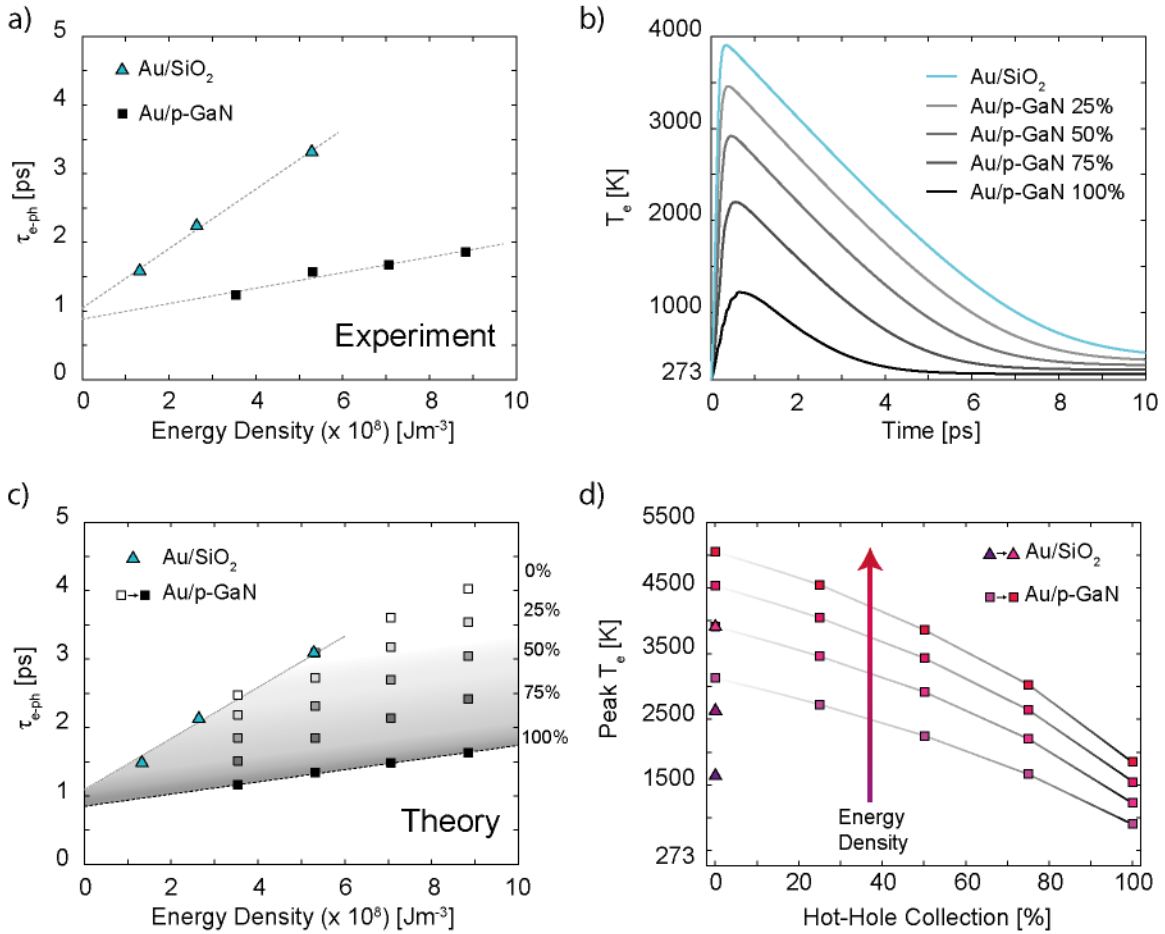 a)
5
4
3
2
1
0
τe-ph [ps]
Au/SiO2
Au/p-GaN
Experiment
0 2 4 6 8 10
Energy Density (x 10⁸) [Jm⁻³]
b)
4000
3000
2000
1000
273
Te [K]
Au/SiO2
Au/p-GaN 25%
Au/p-GaN 50%
Au/p-GaN 75%
Au/p-GaN 100%
0 2 4 6 8 10
Time [ps]
c)
5
4
3
2
1
0
τe-ph [ps]
Au/SiO2
Au/p-GaN
0%
25%
50%
75%
100%
Theory
0 2 4 6 8 10
Energy Density (x 10⁸) [Jm⁻³]
d)
5500
4500
3500
2500
1500
273
Peak Te [K]
Au/SiO2
Au/p-GaN
Energy
Density
0 20 40 60 80 100
Hot-Hole Collection [%]